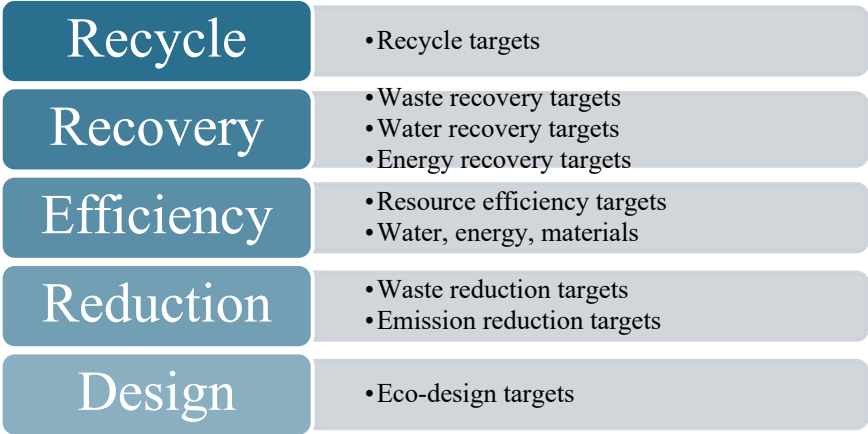 Recycle
•Recycle targets
Recovery
•Waste recovery targets
•Water recovery targets
•Energy recovery targets
Efficiency
•Resource efficiency targets
•Water, energy, materials
Reduction
•Waste reduction targets
•Emission reduction targets
Design
•Eco-design targets